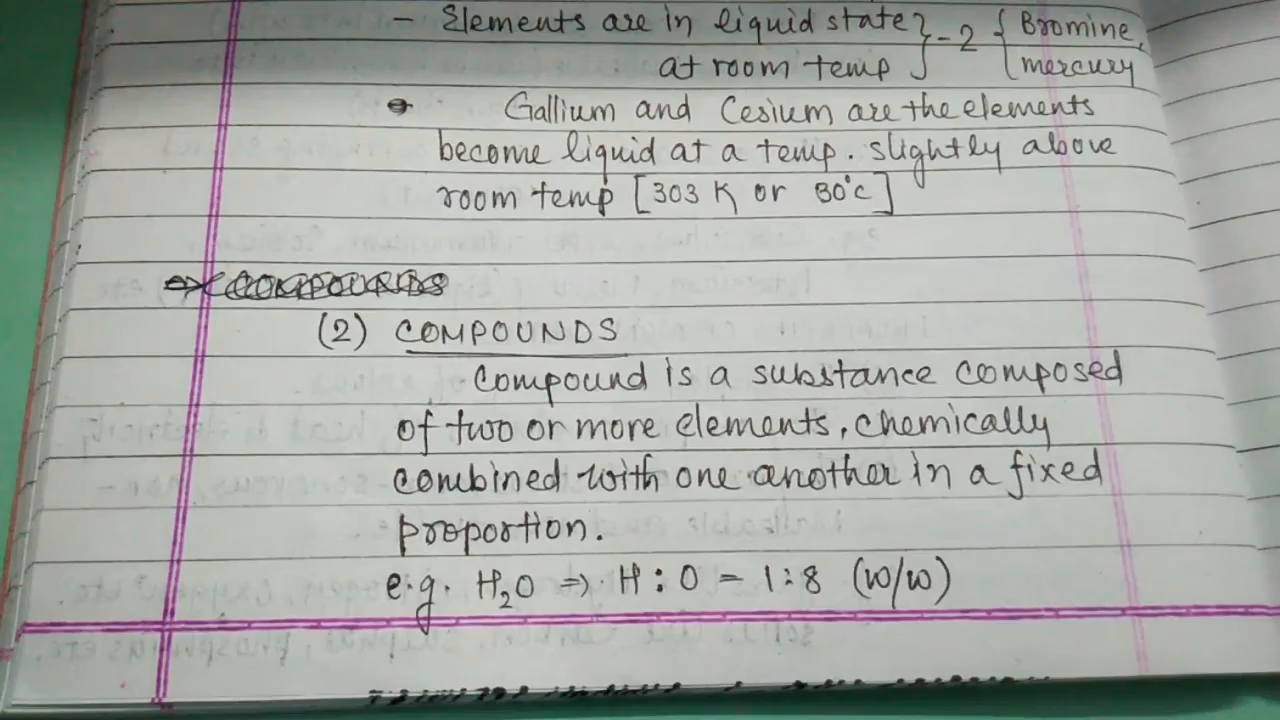 - Elements are in liquid state } - 2 { Bromine,
at room temp } { mercury
Gallium and Cesium are the elements
become liquid at a temp. slightly above
room temp [303 K or 30°c]
(2) COMPOUNDS
Compound is a substance composed
of two or more elements, chemically
combined with one another in a fixed
proportion.
e.g. H₂O ⇒ H : O = 1:8 (w/w)